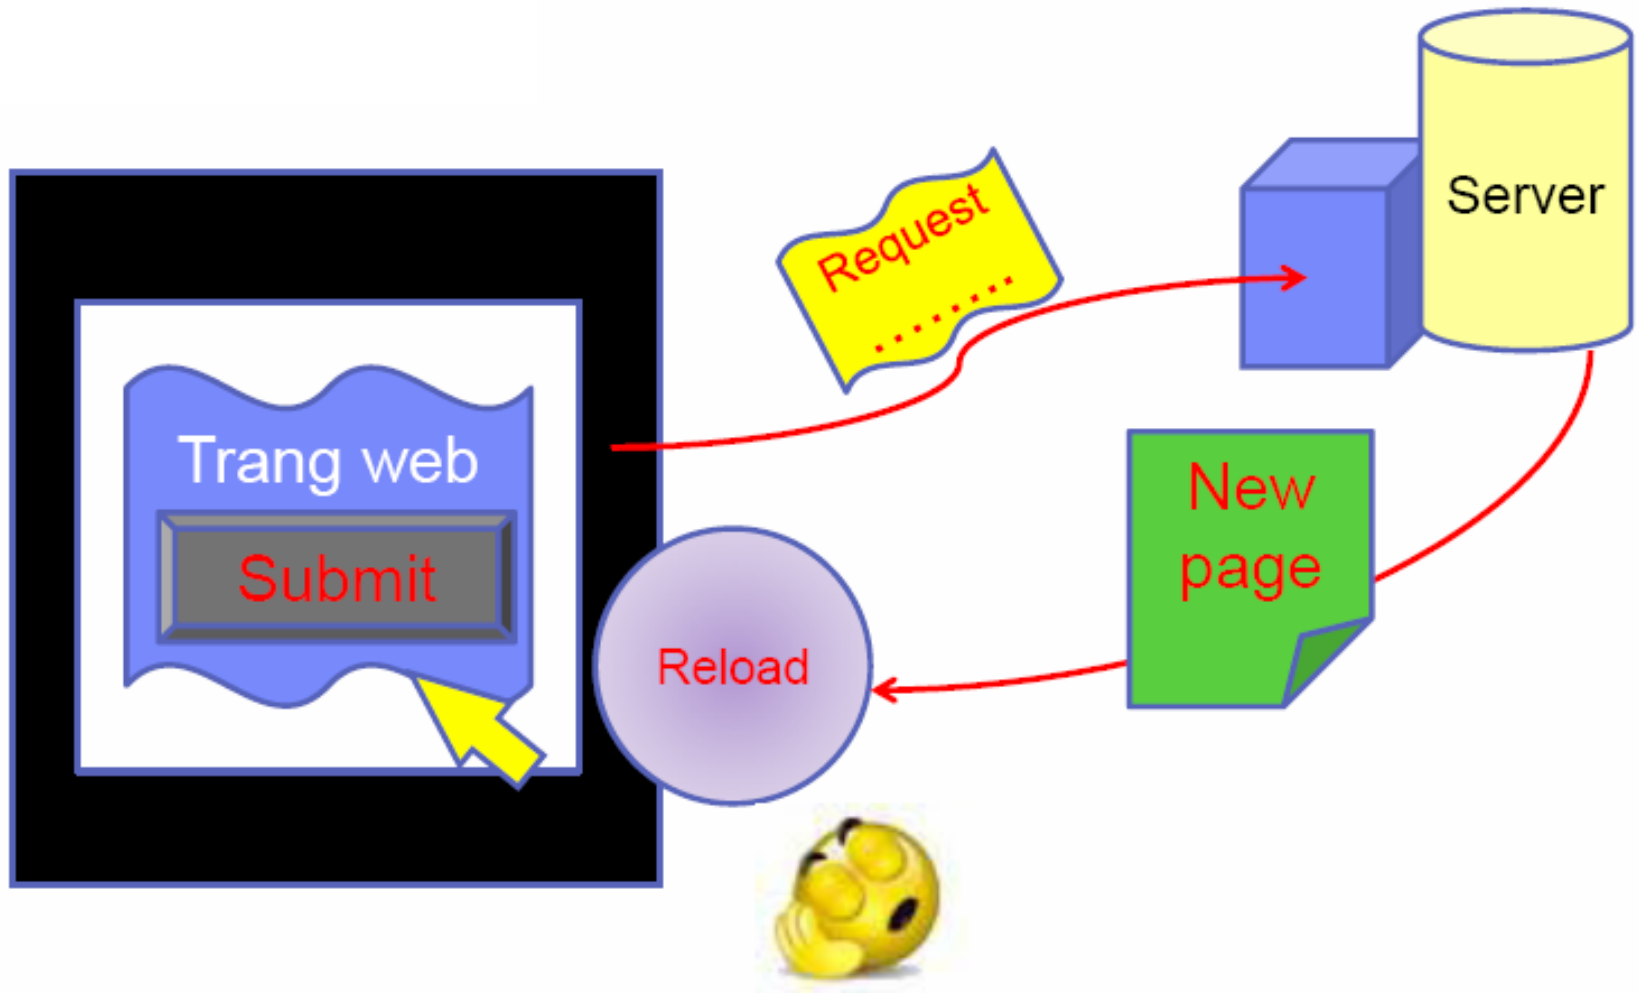 Trang web
Submit
Request
........
Server
New
page
Reload